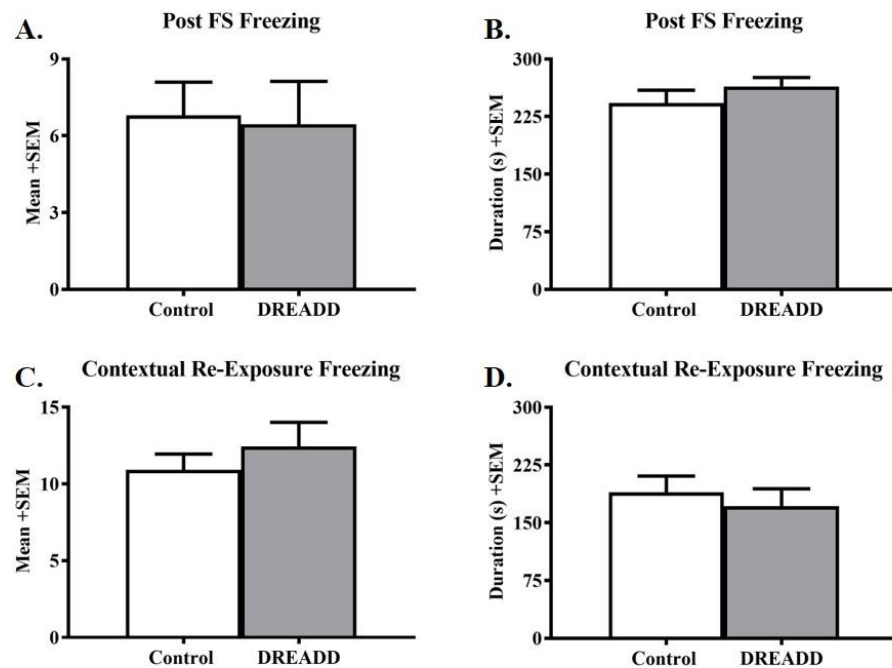 A.
Post FS Freezing
Mean +SEM
9
6
3
0
Control DREADD
B.
Post FS Freezing
Duration (s) +SEM
300
225
150
75
0
Control DREADD
C.
Contextual Re-Exposure Freezing
Mean +SEM
15
10
5
0
Control DREADD
D.
Contextual Re-Exposure Freezing
Duration (s) +SEM
300
225
150
75
0
Control DREADD